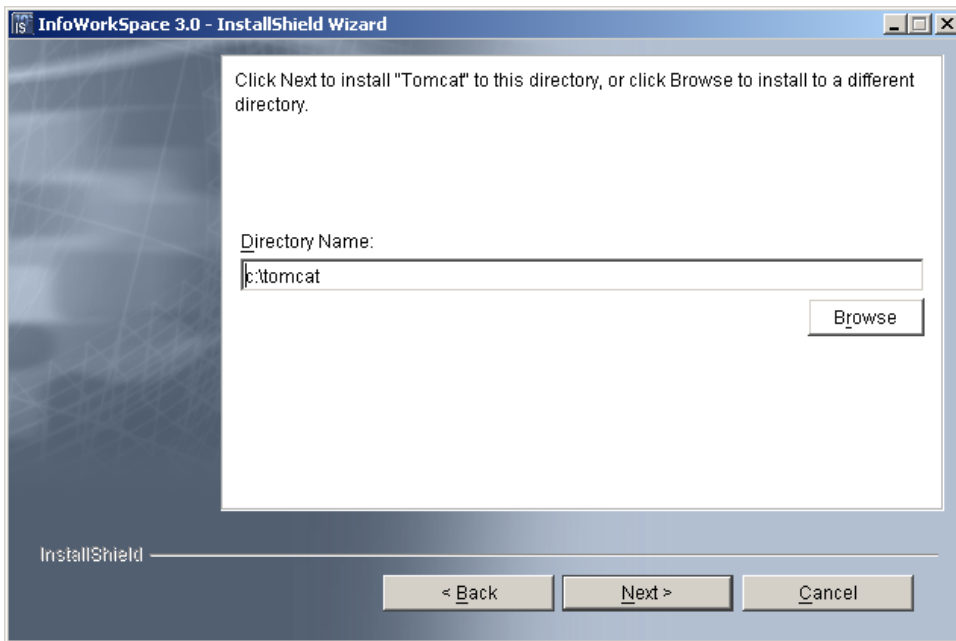 InfoWorkSpace 3.0 - InstallShield Wizard
Click Next to install "Tomcat" to this directory, or click Browse to install to a different
directory.
Directory Name:
c:\tomcat
Browse
InstallShield
< Back Next > Cancel